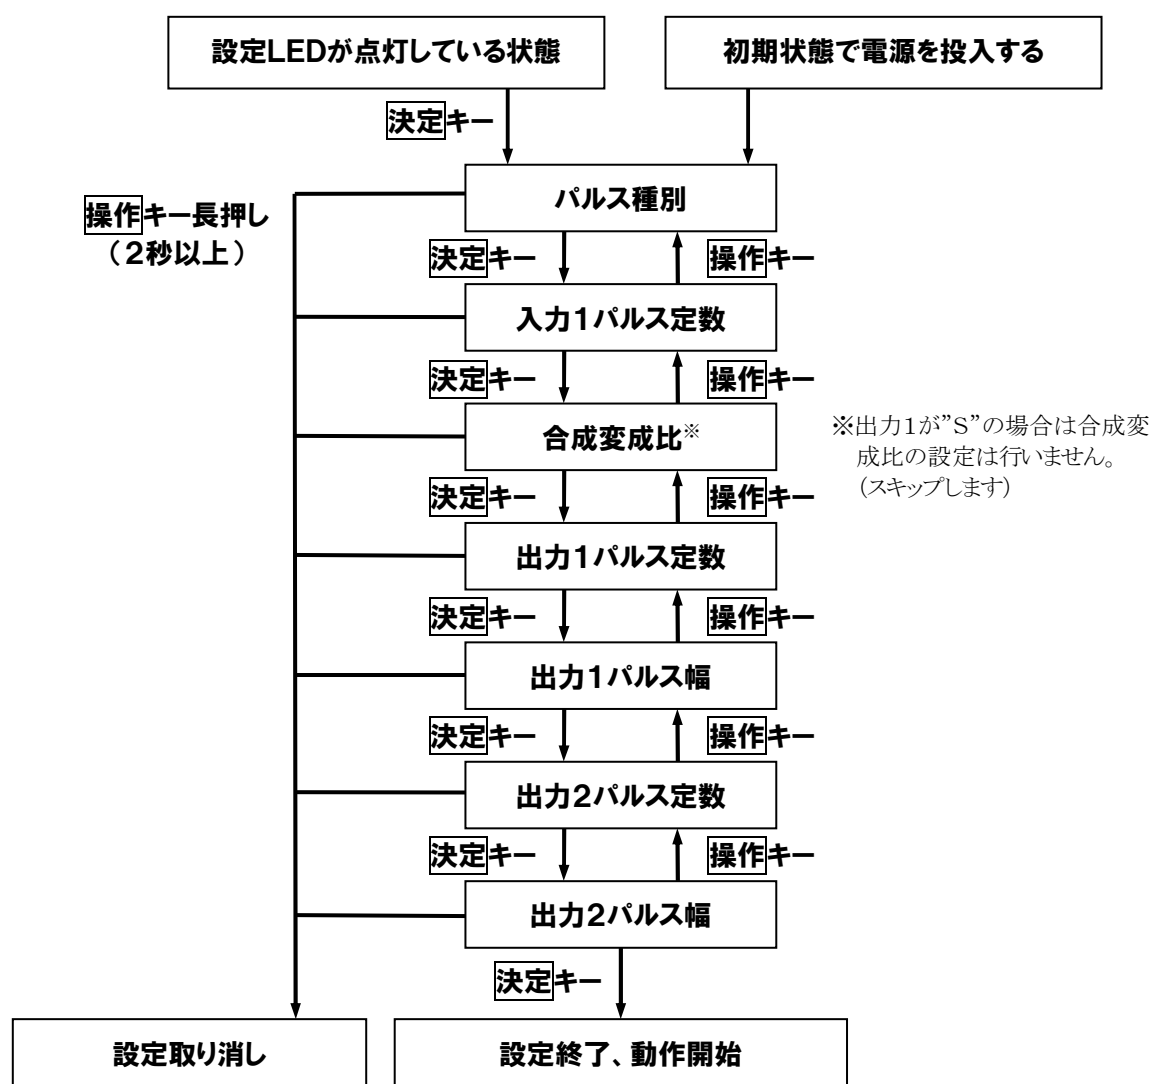 設定LEDが点灯している状態
初期状態で電源を投入する
決定キー
パルス種別
操作キー長押し
（２秒以上）
決定キー
操作キー
入力1パルス定数
決定キー
操作キー
合成変成比※
※出力1が”S”の場合は合成変
成比の設定は行いません。
（スキップします）
決定キー
操作キー
出力1パルス定数
決定キー
操作キー
出力1パルス幅
決定キー
操作キー
出力2パルス定数
決定キー
操作キー
出力2パルス幅
決定キー
設定取り消し
設定終了、動作開始